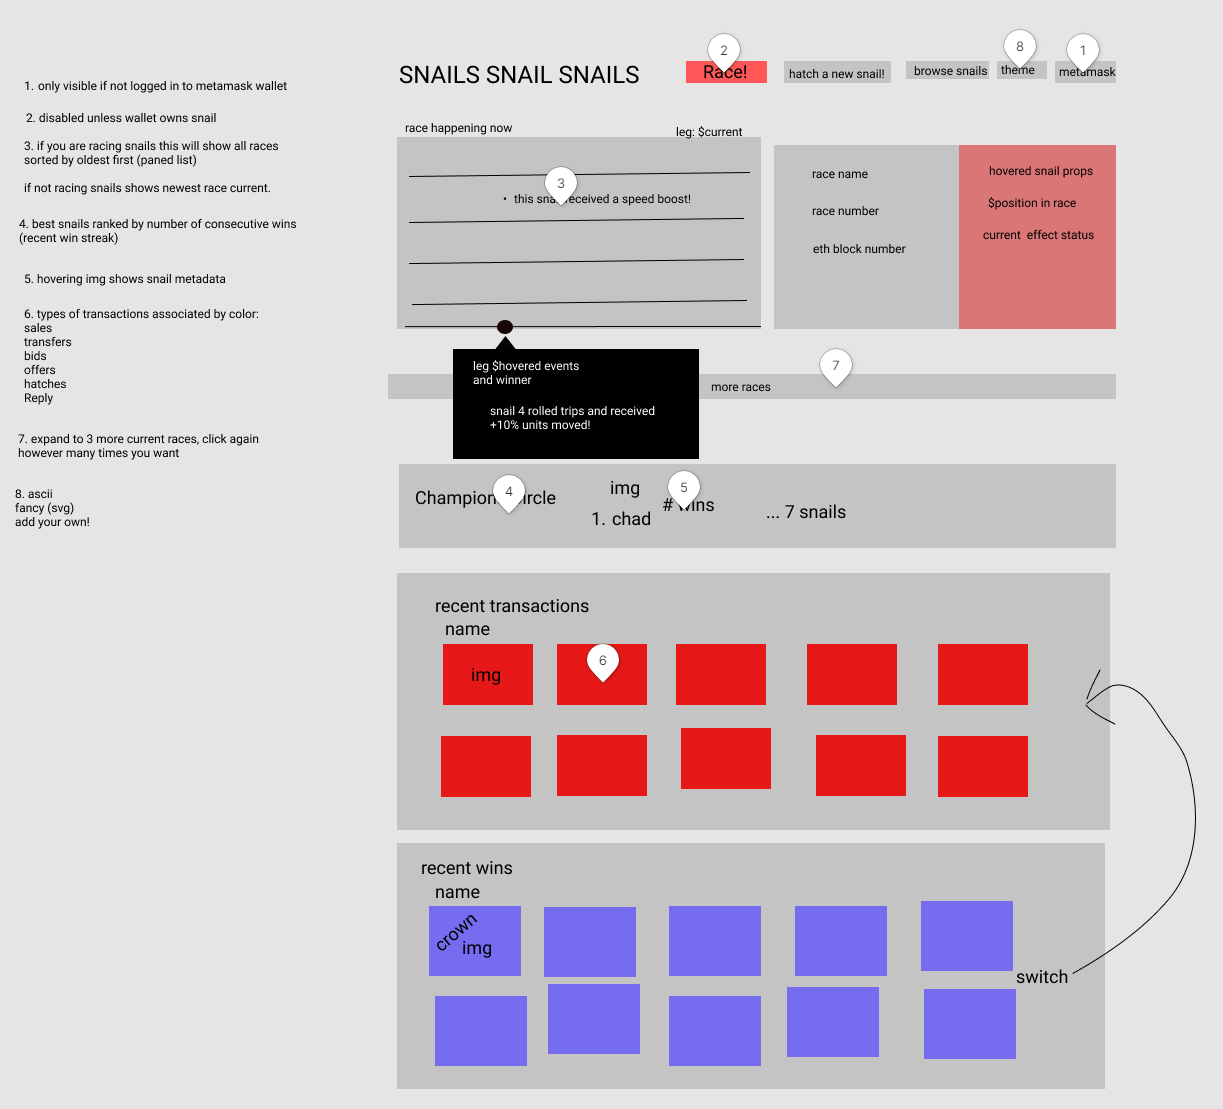 1. only visible if not logged in to metamask wallet
2. disabled unless wallet owns snail
3. if you are racing snails this will show all races
sorted by oldest first (paned list)
if not racing snails shows newest race current.
4. best snails ranked by number of consecutive wins
(recent win streak)
5. hovering img shows snail metadata
6. types of transactions associated by color:
sales
transfers
bids
offers
hatches
Reply
7. expand to 3 more current races, click again
however many times you want
8. ascii
fancy (svg)
add your own!
SNAILS SNAIL SNAILS
2
Race!
hatch a new snail!
browse snails
8
theme
1
metamask
race happening now
leg: $current
3
• this snail received a speed boost!
race name
race number
eth block number
hovered snail props
$position in race
current effect status
leg $hovered events
and winner
snail 4 rolled trips and received
+10% units moved!
7
more races
Champion circle
4
img
1. chad
5
# wins
... 7 snails
recent transactions
name
img
6
recent wins
name
crown
img
switch